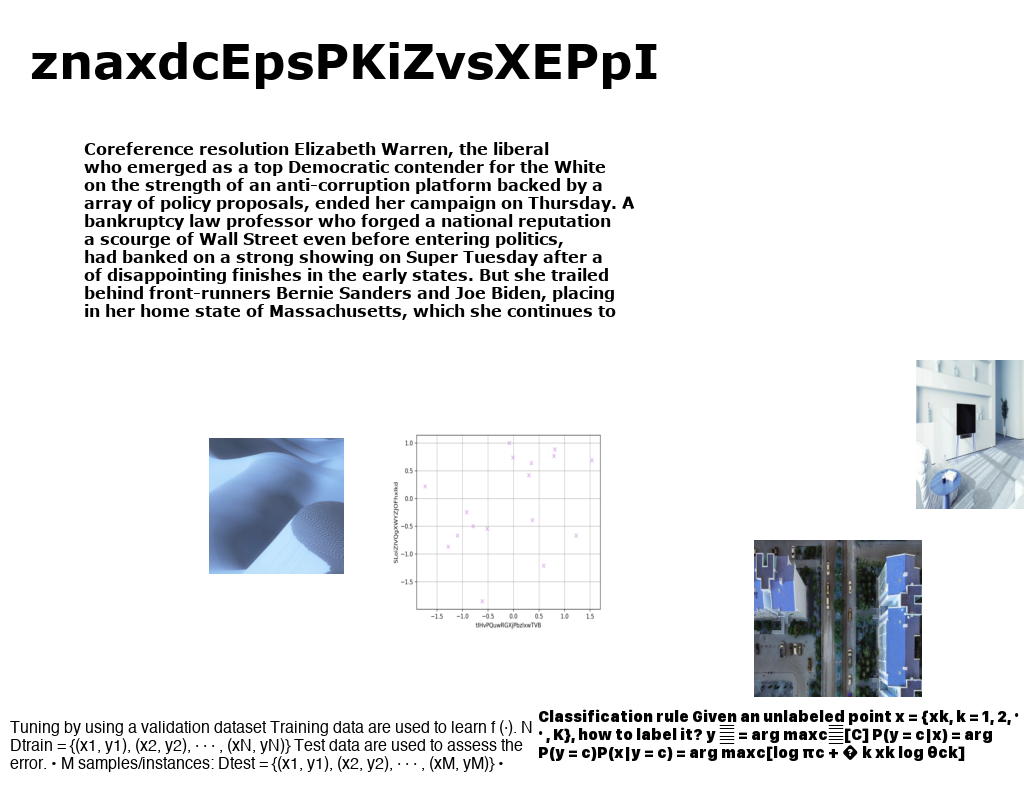 znaxdcEpsPKiZvsXEPpI
Coreference resolution Elizabeth Warren, the liberal
who emerged as a top Democratic contender for the White
on the strength of an anti-corruption platform backed by a
array of policy proposals, ended her campaign on Thursday. A
bankruptcy law professor who forged a national reputation
a scourge of Wall Street even before entering politics,
had banked on a strong showing on Super Tuesday after a
of disappointing finishes in the early states. But she trailed
behind front-runners Bernie Sanders and Joe Biden, placing
in her home state of Massachusetts, which she continues to
1.0
0.5
0.0
−0.5
−1.0
−1.5
−1.5 −1.0 −0.5 0.0 0.5 1.0 1.5
Tuning by using a validation dataset Training data are used to learn f (·). N
Dtrain = {(x1, y1), (x2, y2), · · · , (xN, yN)} Test data are used to assess the
error. • M samples/instances: Dtest = {(x1, y1), (x2, y2), · · · , (xM, yM)} •
Classification rule Given an unlabeled point x = {xk, k = 1, 2, ·
· , K}, how to label it? y = arg maxc [C] P(y = c|x) = arg
P(y = c)P(x|y = c) = arg maxc[log πc + � k xk log θck]